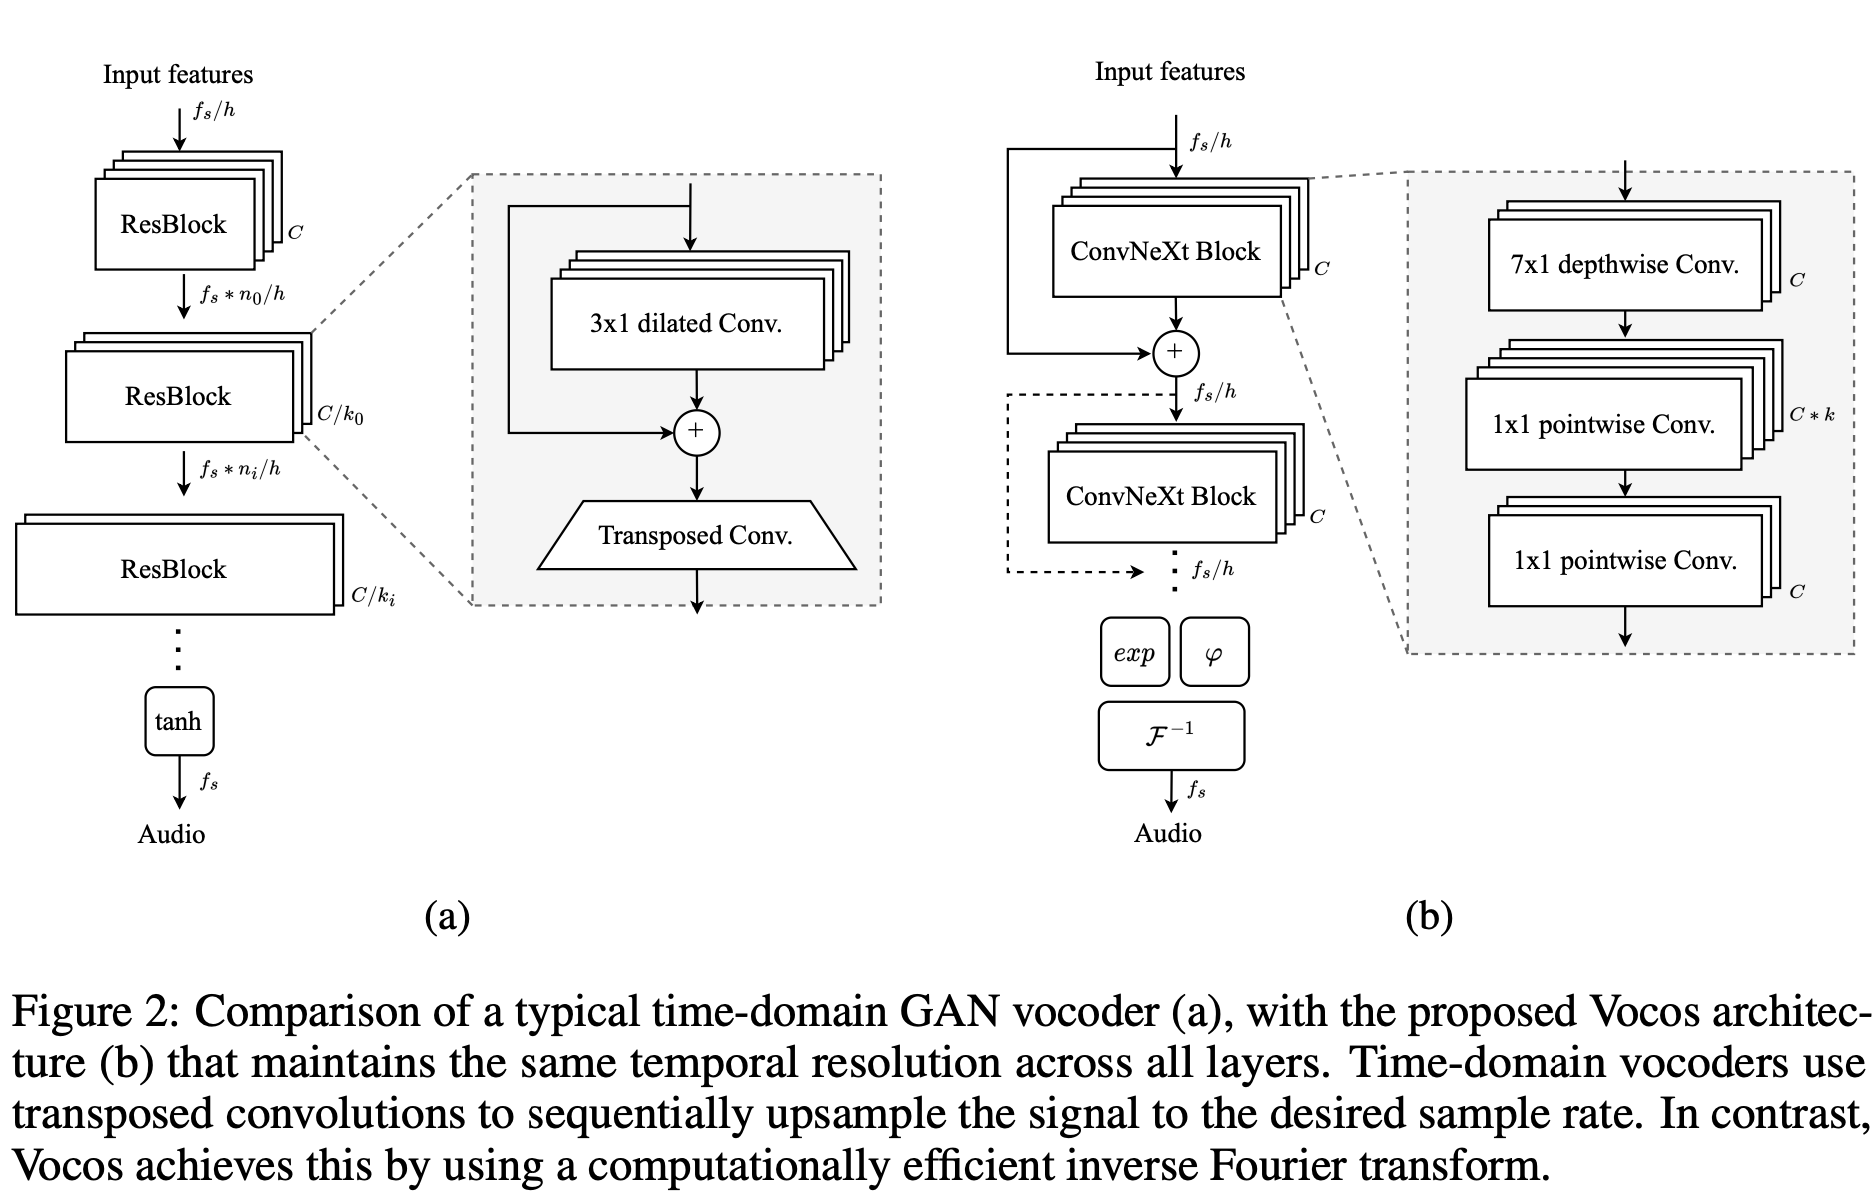 Input features
f_s/h
ResBlock
C
f_s * n_0/h
ResBlock
C/k_0
f_s * n_i/h
ResBlock
C/k_i
tanh
f_s
Audio
3x1 dilated Conv.
+
Transposed Conv.
(a)
Input features
f_s/h
ConvNeXt Block
C
+
f_s/h
ConvNeXt Block
C
f_s/h
exp
φ
ℱ⁻¹
f_s
Audio
7x1 depthwise Conv.
C
1x1 pointwise Conv.
C * k
1x1 pointwise Conv.
C
(b)
Figure 2: Comparison of a typical time-domain GAN vocoder (a), with the proposed Vocos architec-
ture (b) that maintains the same temporal resolution across all layers. Time-domain vocoders use
transposed convolutions to sequentially upsample the signal to the desired sample rate. In contrast,
Vocos achieves this by using a computationally efficient inverse Fourier transform.